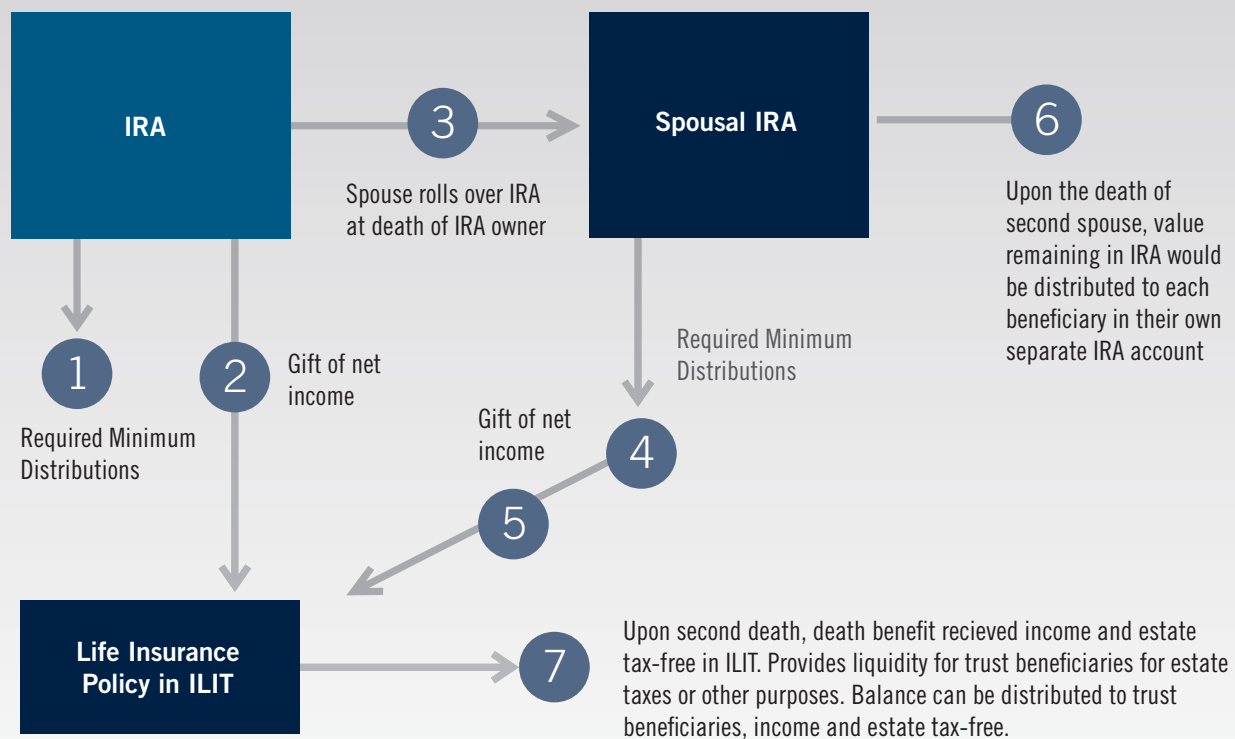 IRA
3
Spouse rolls over IRA
at death of IRA owner
Spousal IRA
6
Upon the death of
second spouse, value
remaining in IRA would
be distributed to each
beneficiary in their own
separate IRA account
1
Required Minimum
Distributions
2
Gift of net
income
Required Minimum
Distributions
4
Gift of net
income
5
Life Insurance
Policy in ILIT
7
Upon second death, death benefit recieved income and estate
tax-free in ILIT. Provides liquidity for trust beneficiaries for estate
taxes or other purposes. Balance can be distributed to trust
beneficiaries, income and estate tax-free.